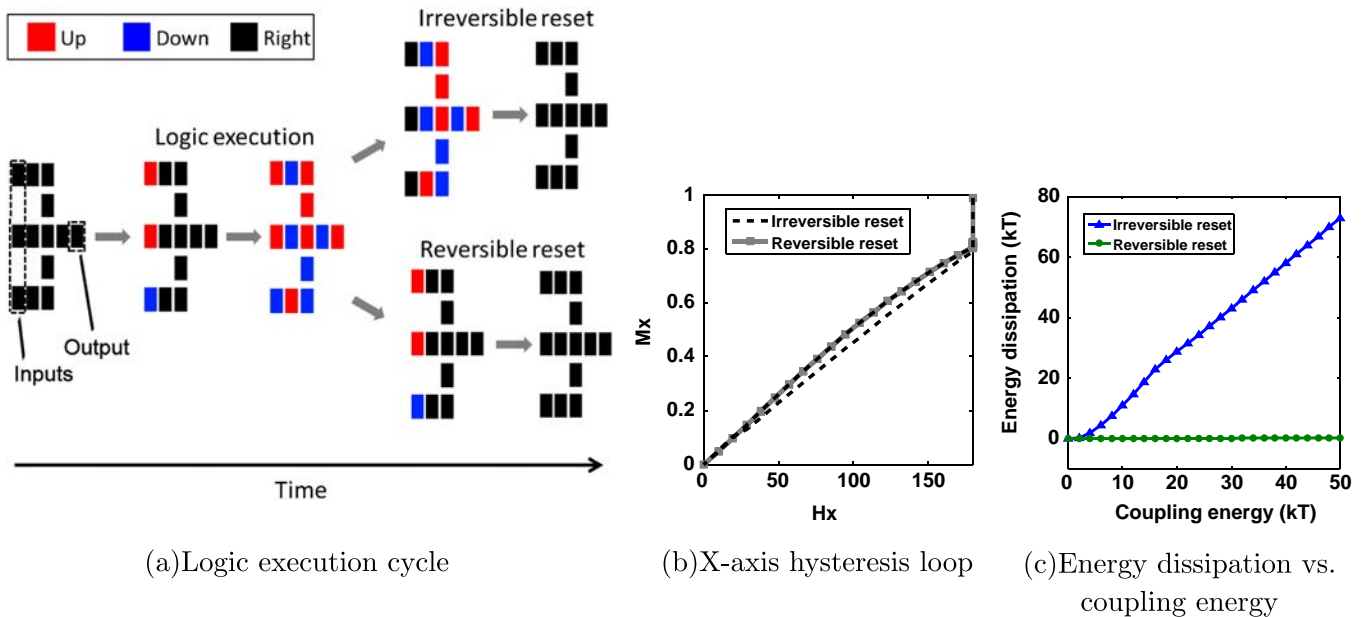 Up Down Right
Irreversible reset
Logic execution
Reversible reset
Output
Inputs
Time
(a)Logic execution cycle
1
0.8
0.6
0.4
0.2
0
Mx
Irreversible reset
Reversible reset
0 50 100 150
Hx
(b)X-axis hysteresis loop
80
60
40
20
0
Energy dissipation (kT)
Irreversible reset
Reversible reset
0 10 20 30 40 50
Coupling energy (kT)
(c)Energy dissipation vs.
coupling energy